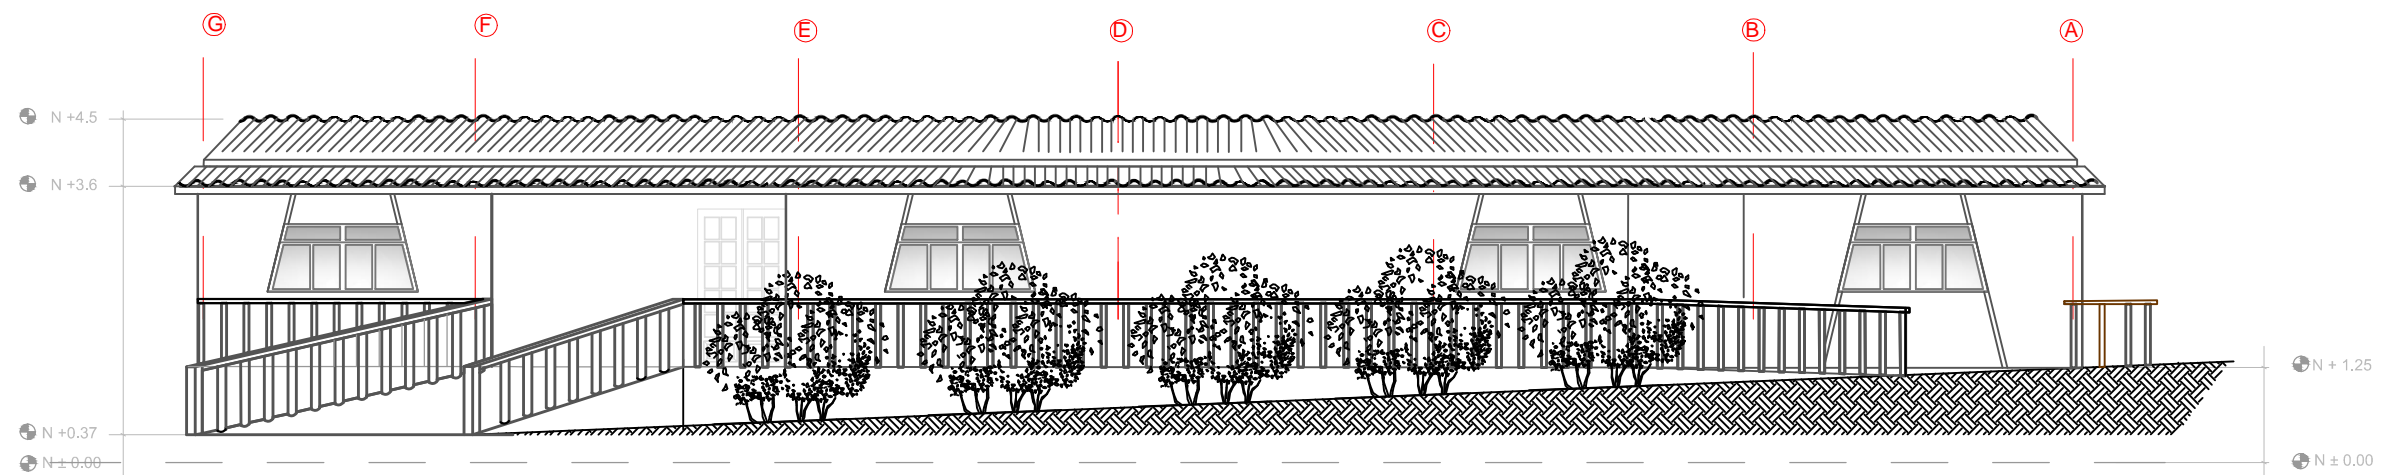 G F E D C B A
N +4.5
N +3.6
N + 1.25
N +0.37
N ± 0.00 N ± 0.00